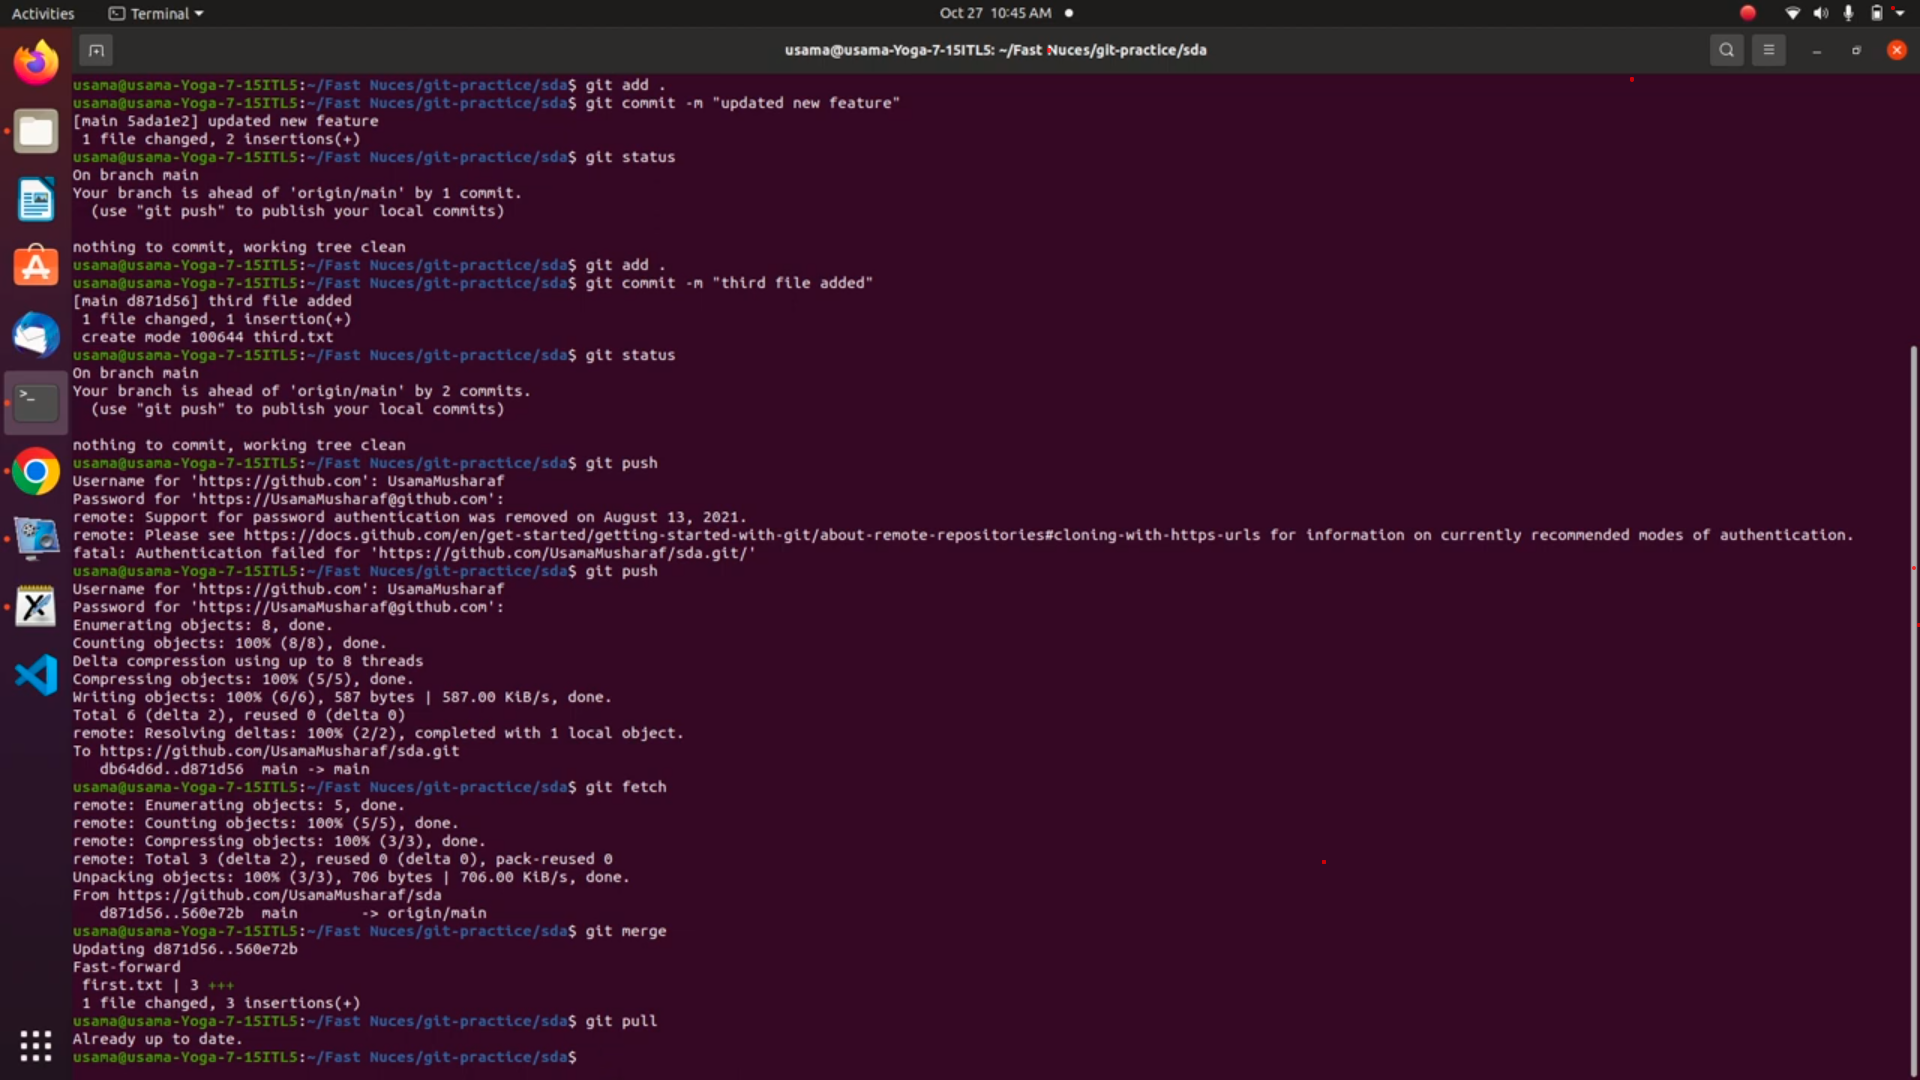 Activities
Terminal
Oct 27 10:45 AM
usama@usama-Yoga-7-15ITL5: ~/Fast Nuces/git-practice/sda
usama@usama-Yoga-7-15ITL5:~/Fast Nuces/git-practice/sda$ git add .
usama@usama-Yoga-7-15ITL5:~/Fast Nuces/git-practice/sda$ git commit -m "updated new feature"
[main 5ada1e2] updated new feature
1 file changed, 2 insertions(+)
usama@usama-Yoga-7-15ITL5:~/Fast Nuces/git-practice/sda$ git status
On branch main
Your branch is ahead of 'origin/main' by 1 commit.
(use "git push" to publish your local commits)
nothing to commit, working tree clean
usama@usama-Yoga-7-15ITL5:~/Fast Nuces/git-practice/sda$ git add .
usama@usama-Yoga-7-15ITL5:~/Fast Nuces/git-practice/sda$ git commit -m "third file added"
[main d871d56] third file added
1 file changed, 1 insertion(+)
create mode 100644 third.txt
usama@usama-Yoga-7-15ITL5:~/Fast Nuces/git-practice/sda$ git status
On branch main
Your branch is ahead of 'origin/main' by 2 commits.
(use "git push" to publish your local commits)
nothing to commit, working tree clean
usama@usama-Yoga-7-15ITL5:~/Fast Nuces/git-practice/sda$ git push
Username for 'https://github.com': UsamaMusharaf
Password for 'https://UsamaMusharaf@github.com':
remote: Support for password authentication was removed on August 13, 2021.
remote: Please see https://docs.github.com/en/get-started/getting-started-with-git/about-remote-repositories#cloning-with-https-urls for information on currently recommended modes of authentication.
fatal: Authentication failed for 'https://github.com/UsamaMusharaf/sda.git/'
usama@usama-Yoga-7-15ITL5:~/Fast Nuces/git-practice/sda$ git push
Username for 'https://github.com': UsamaMusharaf
Password for 'https://UsamaMusharaf@github.com':
Enumerating objects: 8, done.
Counting objects: 100% (8/8), done.
Delta compression using up to 8 threads
Compressing objects: 100% (5/5), done.
Writing objects: 100% (6/6), 587 bytes | 587.00 KiB/s, done.
Total 6 (delta 2), reused 0 (delta 0)
remote: Resolving deltas: 100% (2/2), completed with 1 local object.
To https://github.com/UsamaMusharaf/sda.git
db64d6d..d871d56 main -> main
usama@usama-Yoga-7-15ITL5:~/Fast Nuces/git-practice/sda$ git fetch
remote: Enumerating objects: 5, done.
remote: Counting objects: 100% (5/5), done.
remote: Compressing objects: 100% (3/3), done.
remote: Total 3 (delta 2), reused 0 (delta 0), pack-reused 0
Unpacking objects: 100% (3/3), 706 bytes | 706.00 KiB/s, done.
From https://github.com/UsamaMusharaf/sda
d871d56..560e72b main -> origin/main
usama@usama-Yoga-7-15ITL5:~/Fast Nuces/git-practice/sda$ git merge
Updating d871d56..560e72b
Fast-forward
first.txt | 3 +++
1 file changed, 3 insertions(+)
usama@usama-Yoga-7-15ITL5:~/Fast Nuces/git-practice/sda$ git pull
Already up to date.
usama@usama-Yoga-7-15ITL5:~/Fast Nuces/git-practice/sda$